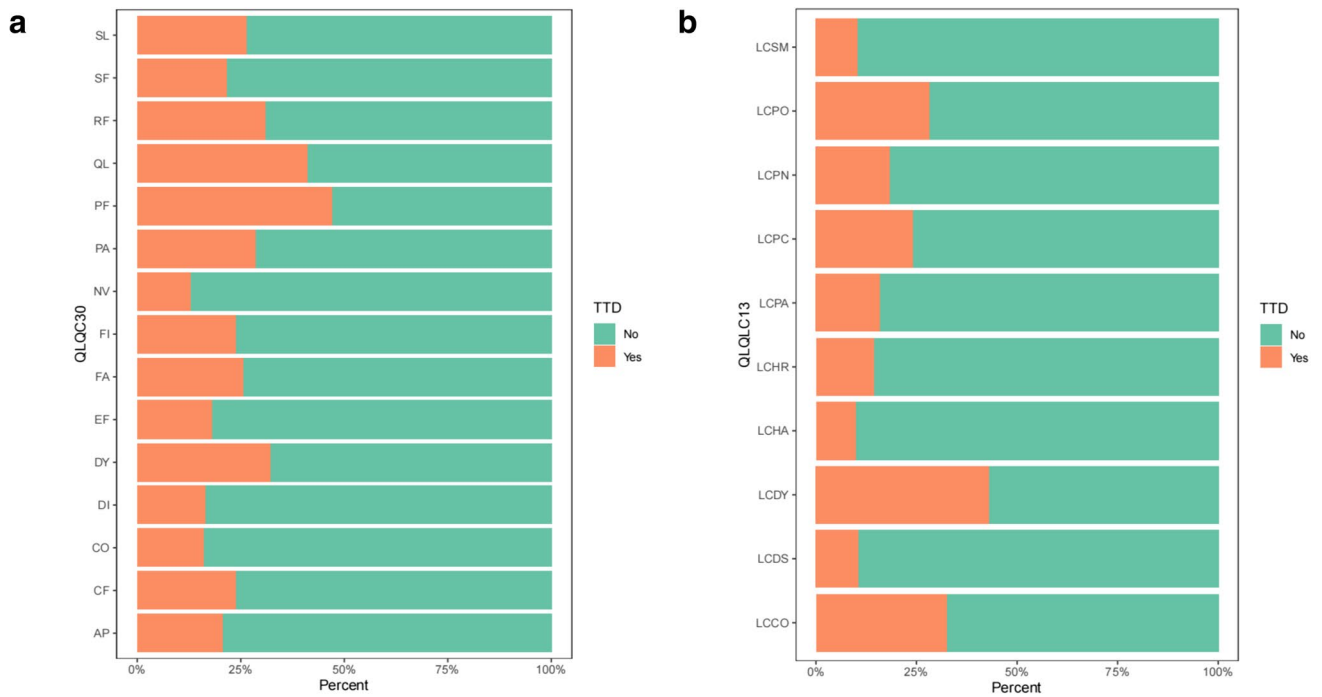 a
QLQC30
SL
SF
RF
QL
PF
PA
NV
FI
FA
EF
DY
DI
CO
CF
AP
0% 25% 50% 75% 100%
Percent
TTD
No
Yes
b
QLQLC13
LCSM
LCPO
LCPN
LCPC
LCPA
LCHR
LCHA
LCDY
LCDS
LCCO
0% 25% 50% 75% 100%
Percent
TTD
No
Yes